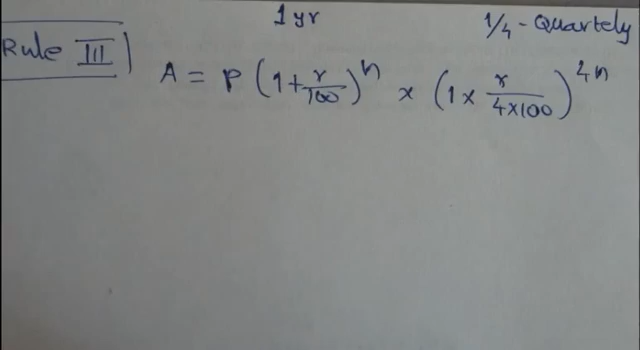 1 yr 1/4 - Quartely
Rule III
A = P (1 + r/100)^n × (1 × r/4×100)^4n